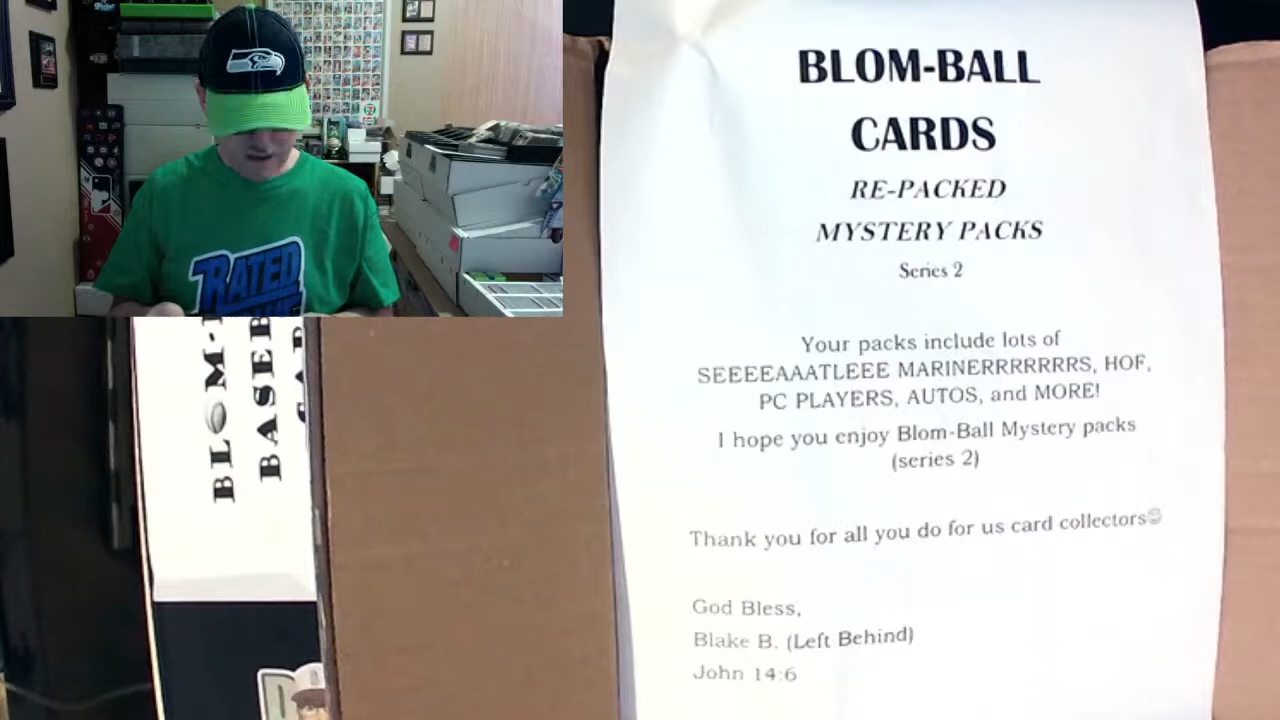 BLOM-BALL
CARDS
RE-PACKED
MYSTERY PACKS
Series 2
Your packs include lots of
SEEEEAAATLEEE MARINERRRRRRRS, HOF,
PC PLAYERS, AUTOS, and MORE!
I hope you enjoy Blom-Ball Mystery packs
(series 2)
Thank you for all you do for us card collectors☺
God Bless,
Blake B. (Left Behind)
John 14:6
RATED